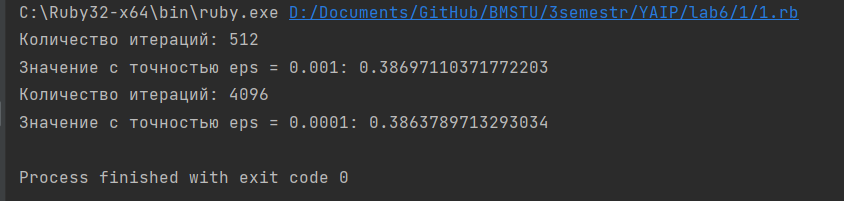 C:\Ruby32-x64\bin\ruby.exe D:/Documents/GitHub/BMSTU/3semestr/YAIP/lab6/1/1.rb
Количество итераций: 512
Значение с точностью eps = 0.001: 0.38697110371772203
Количество итераций: 4096
Значение с точностью eps = 0.0001: 0.3863789713293034
Process finished with exit code 0